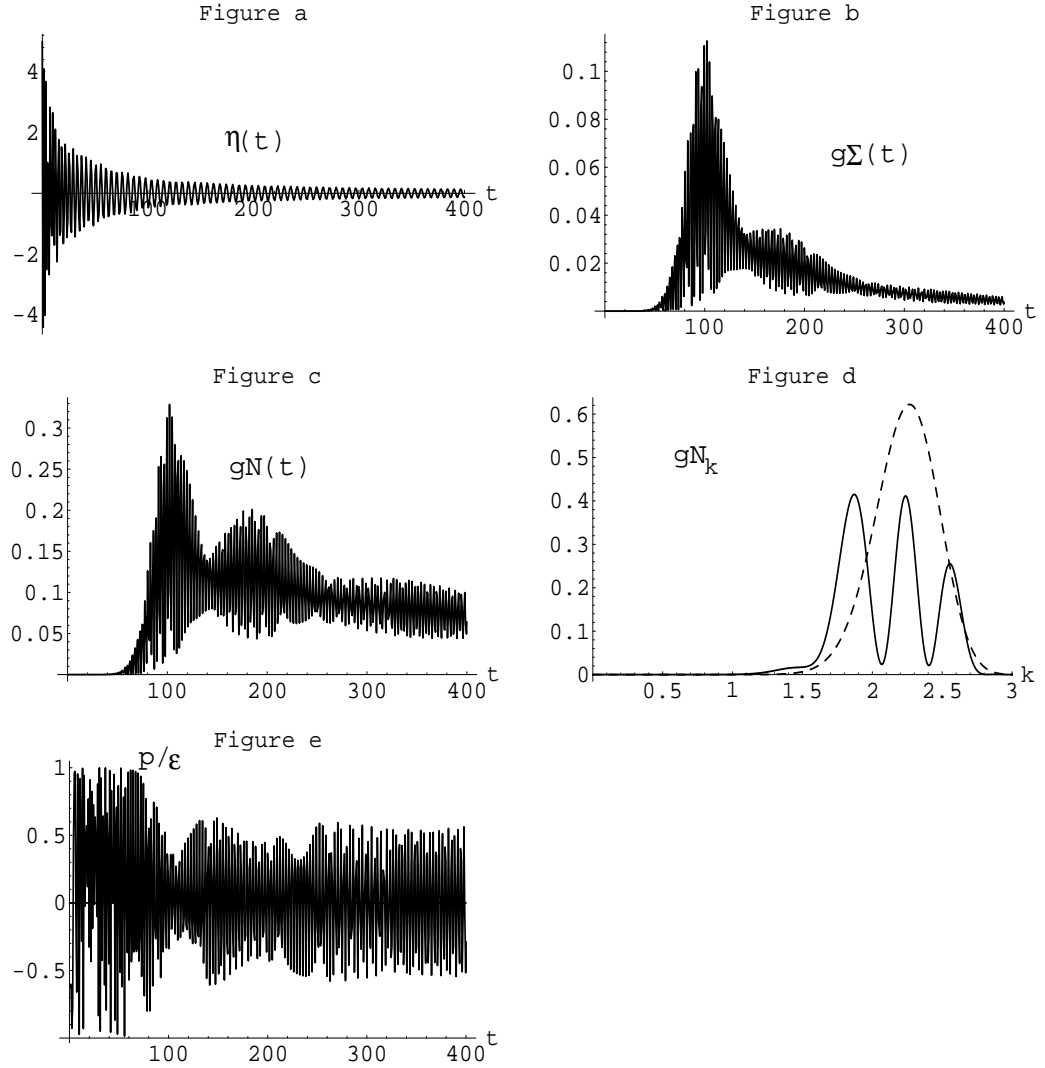 Figure a
4
2
-2
-4
η(t)
100 200 300 400 t
Figure b
0.1
0.08
0.06
0.04
0.02
gΣ(t)
100 200 300 400 t
Figure c
0.3
0.25
0.2
0.15
0.1
0.05
gN(t)
100 200 300 400 t
Figure d
0.6
0.5
0.4
0.3
0.2
0.1
0
gNk
0.5 1 1.5 2 2.5 3 k
Figure e
p/ε
1
0.5
0
-0.5
100 200 300 400 t